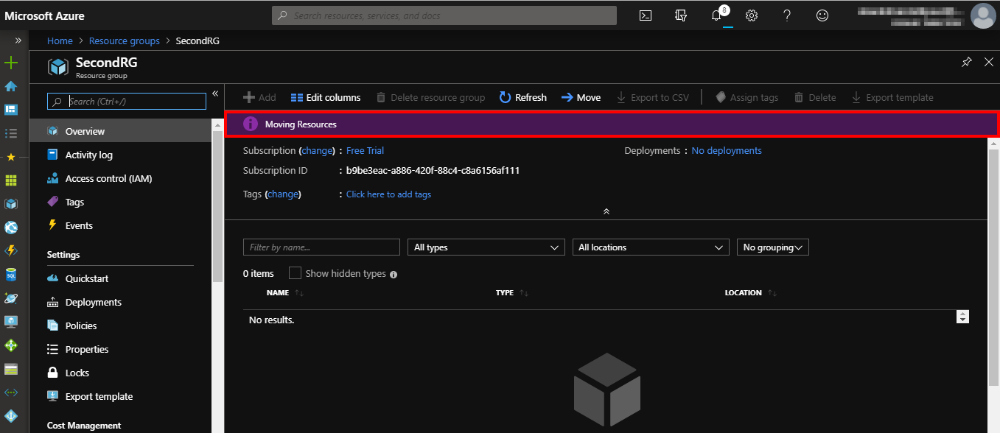 Microsoft Azure
Search resources, services, and docs
8
Home > Resource groups > SecondRG
SecondRG
Resource group
Search (Ctrl+/)
Add Edit columns Delete resource group Refresh Move Export to CSV Assign tags Delete Export template
Moving Resources
Overview
Activity log
Access control (IAM)
Tags
Events
Settings
Quickstart
Deployments
Policies
Properties
Locks
Export template
Cost Management
Subscription (change) : Free Trial
Deployments : No deployments
Subscription ID : b9be3eac-a886-420f-88c4-c8a6156af111
Tags (change) : Click here to add tags
Filter by name... All types All locations No grouping
0 items Show hidden types
NAME TYPE LOCATION
No results.
SQL